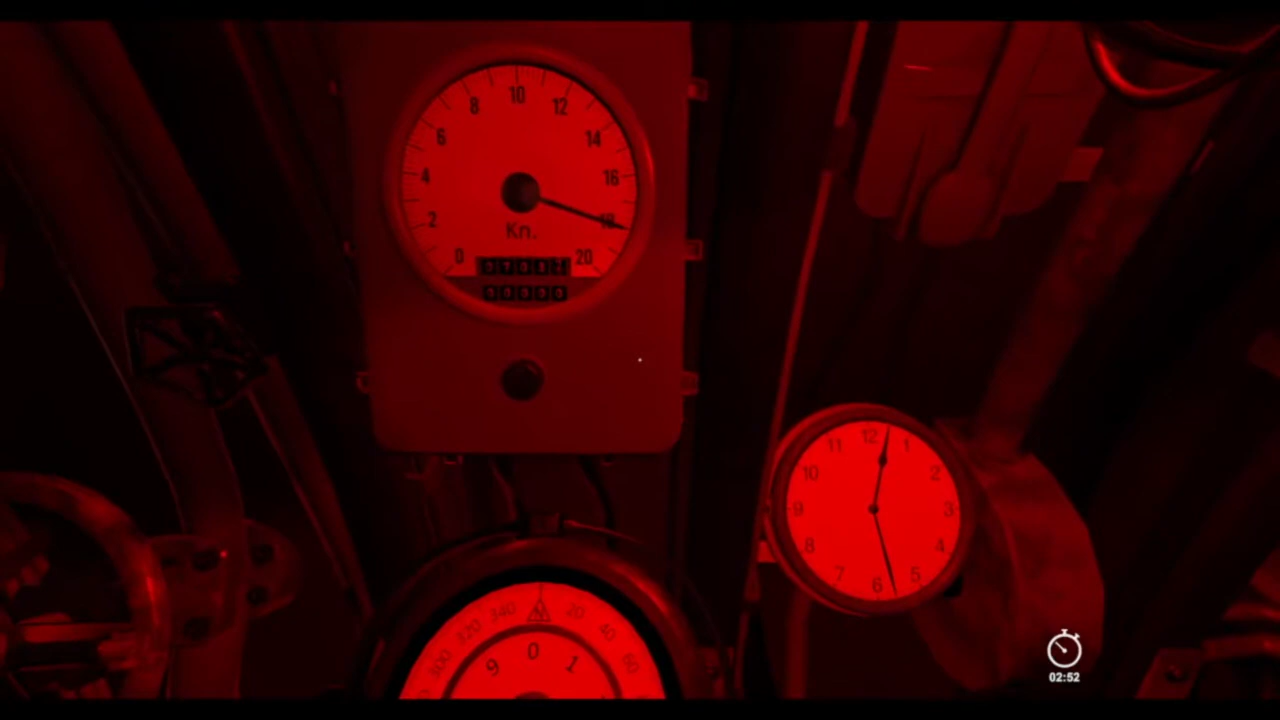 0 2 4 6 8 10 12 14 16 18 20
Kn.
12 1 2 3 4 5 6 7 8 9 10 11
300 320 340 20 40 60
9 0 1
02:52